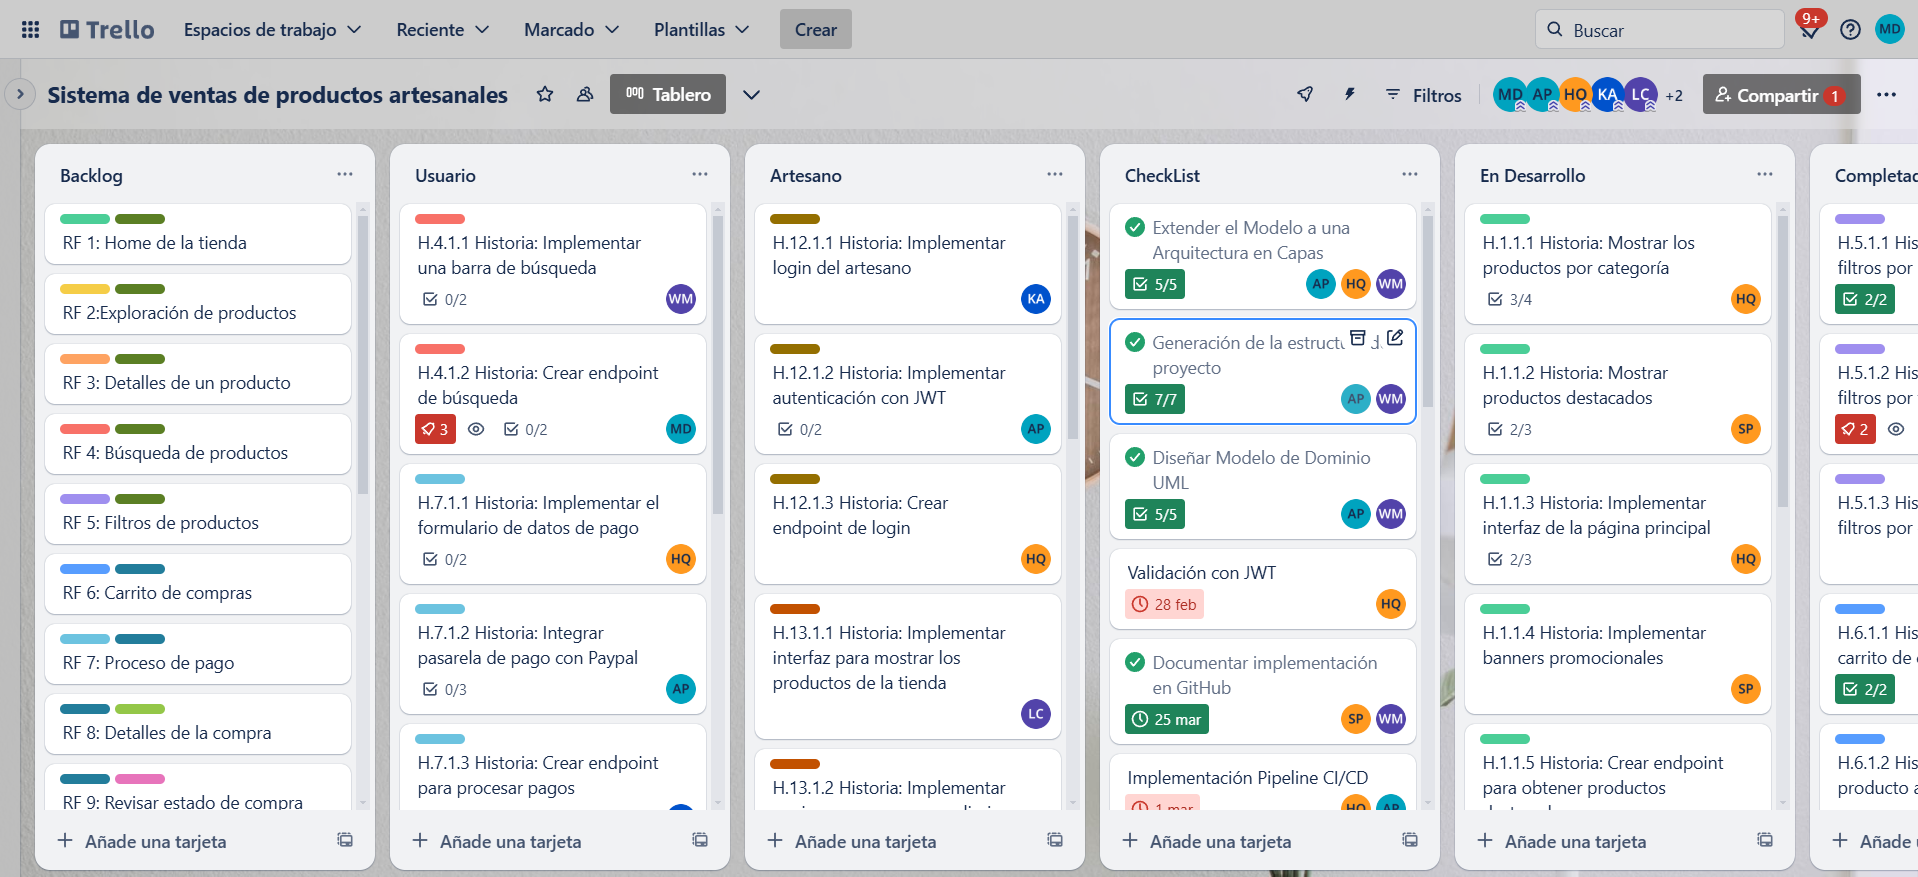 Trello
Espacios de trabajo
Reciente
Marcado
Plantillas
Crear
Buscar
9+
MD
Sistema de ventas de productos artesanales
Tablero
Filtros
MD AP HQ KA LC +2
Compartir 1
Backlog
RF 1: Home de la tienda
RF 2:Exploración de productos
RF 3: Detalles de un producto
RF 4: Búsqueda de productos
RF 5: Filtros de productos
RF 6: Carrito de compras
RF 7: Proceso de pago
RF 8: Detalles de la compra
RF 9: Revisar estado de compra
Añade una tarjeta
Usuario
H.4.1.1 Historia: Implementar
una barra de búsqueda
0/2
WM
H.4.1.2 Historia: Crear endpoint
de búsqueda
3
0/2
MD
H.7.1.1 Historia: Implementar el
formulario de datos de pago
0/2
HQ
H.7.1.2 Historia: Integrar
pasarela de pago con Paypal
0/3
AP
H.7.1.3 Historia: Crear endpoint
para procesar pagos
Añade una tarjeta
Artesano
H.12.1.1 Historia: Implementar
login del artesano
KA
H.12.1.2 Historia: Implementar
autenticación con JWT
0/2
AP
H.12.1.3 Historia: Crear
endpoint de login
HQ
H.13.1.1 Historia: Implementar
interfaz para mostrar los
productos de la tienda
LC
H.13.1.2 Historia: Implementar
Añade una tarjeta
CheckList
Extender el Modelo a una
Arquitectura en Capas
5/5
AP HQ WM
Generación de la estructu d
proyecto
7/7
AP WM
Diseñar Modelo de Dominio
UML
5/5
AP WM
Validación con JWT
28 feb
HQ
Documentar implementación
en GitHub
25 mar
SP WM
Implementación Pipeline CI/CD
1 mar
HQ AP
Añade una tarjeta
En Desarrollo
H.1.1.1 Historia: Mostrar los
productos por categoría
3/4
HQ
H.1.1.2 Historia: Mostrar
productos destacados
2/3
SP
H.1.1.3 Historia: Implementar
interfaz de la página principal
2/3
HQ
H.1.1.4 Historia: Implementar
banners promocionales
SP
H.1.1.5 Historia: Crear endpoint
para obtener productos
Añade una tarjeta
Completad
H.5.1.1 His
filtros por
2/2
H.5.1.2 His
filtros por
2
H.5.1.3 His
filtros por
H.6.1.1 His
carrito de
2/2
H.6.1.2 His
producto a
Añade u